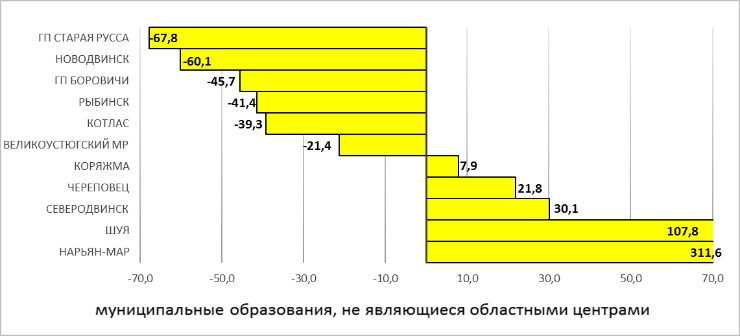 ГП СТАРАЯ РУССА -67,8
НОВОДВИНСК -60,1
ГП БОРОВИЧИ -45,7
РЫБИНСК -41,4
КОТЛАС -39,3
ВЕЛИКОУСТЮГСКИЙ МР -21,4
КОРЯЖМА 7,9
ЧЕРЕПОВЕЦ 21,8
СЕВЕРОДВИНСК 30,1
ШУЯ 107,8
НАРЬЯН-МАР 311,6
-70,0 -50,0 -30,0 -10,0 10,0 30,0 50,0 70,0
муниципальные образования, не являющиеся областными центрами